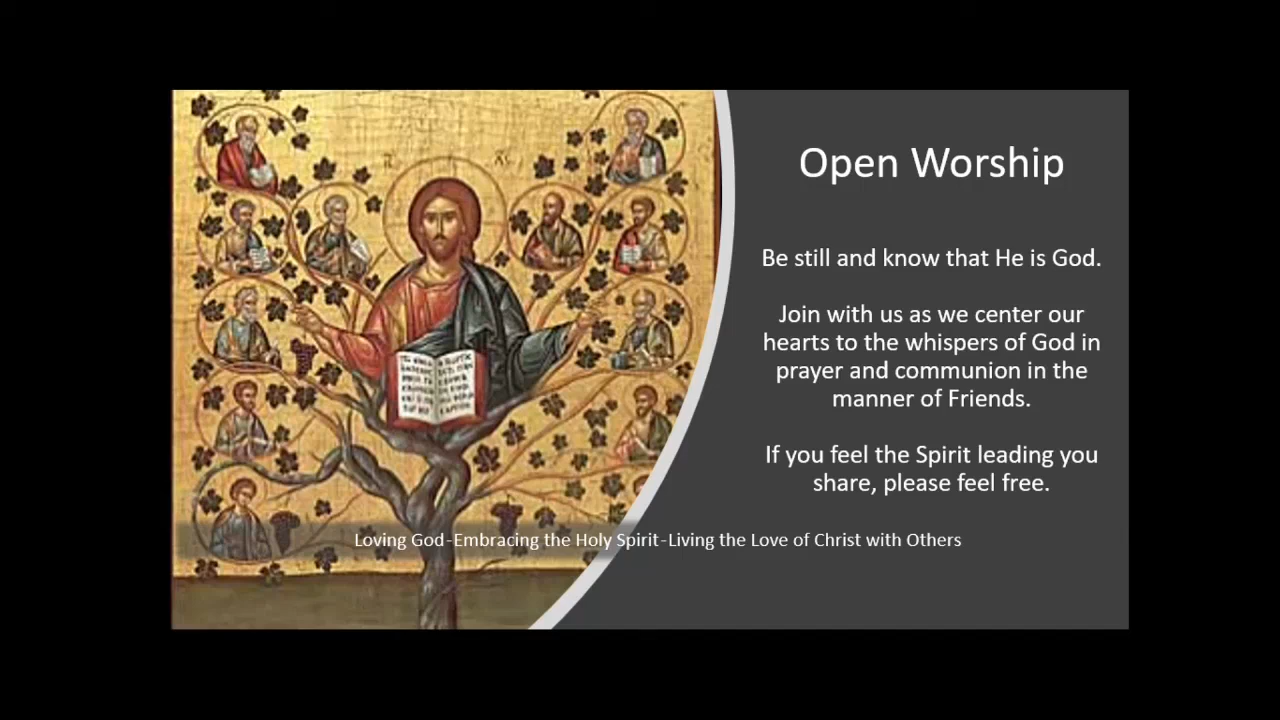 Open Worship
Be still and know that He is God.
Join with us as we center our
hearts to the whispers of God in
prayer and communion in the
manner of Friends.
If you feel the Spirit leading you
share, please feel free.
Loving God-Embracing the Holy Spirit-Living the Love of Christ with Others